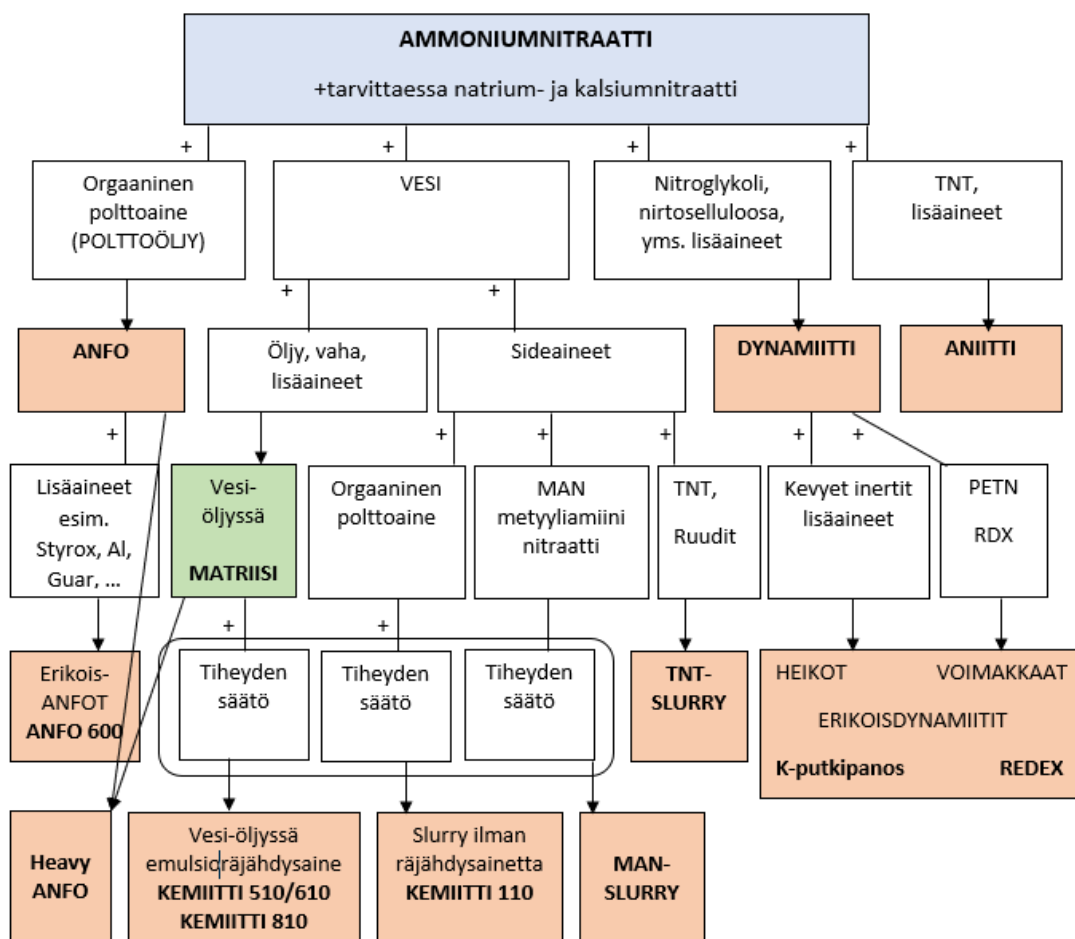 AMMONIUMNITRAATTI
+tarvittaessa natrium- ja kalsiumnitraatti
+
+
+
+
Orgaaninen
polttoaine
(POLTTOÖLJY)
VESI
Nitroglykoli,
nirtoselluloosa,
yms. lisäaineet
TNT,
lisäaineet
+
+
ANFO
Öljy, vaha,
lisäaineet
Sideaineet
DYNAMIITTI
ANIITTI
+
+
+
+
+
+
Lisäaineet
esim.
Styrox, Al,
Guar, …
Vesi-
öljyssä
MATRIISI
Orgaaninen
polttoaine
MAN
metyyliamiini
nitraatti
TNT,
Ruudit
Kevyet inertit
lisäaineet
PETN
RDX
+
+
Erikois-
ANFOT
ANFO 600
Tiheyden
säätö
Tiheyden
säätö
Tiheyden
säätö
TNT-
SLURRY
HEIKOT VOIMAKKAAT
ERIKOISDYNAMIITIT
K-putkipanos REDEX
Heavy
ANFO
Vesi-öljyssä
emulsioräjähdysaine
KEMIITTI 510/610
KEMIITTI 810
Slurry ilman
räjähdysainetta
KEMIITTI 110
MAN-
SLURRY